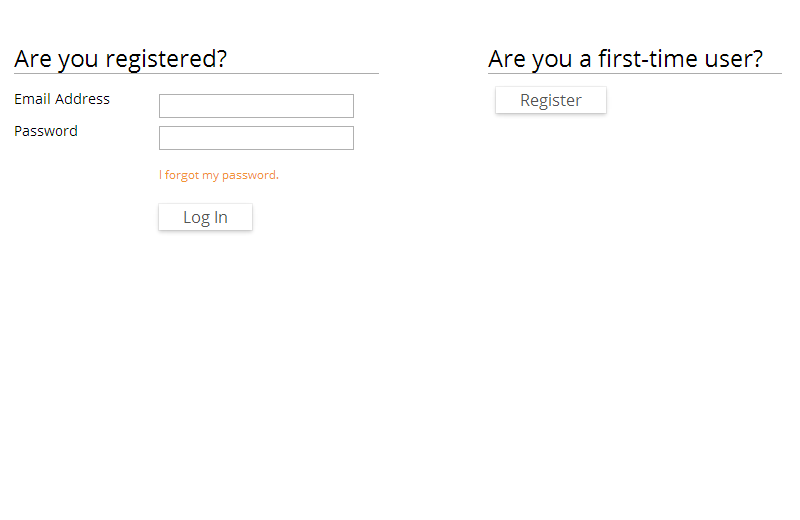 Are you registered?
Email Address
Password
I forgot my password.
Log In
Are you a first-time user?
Register